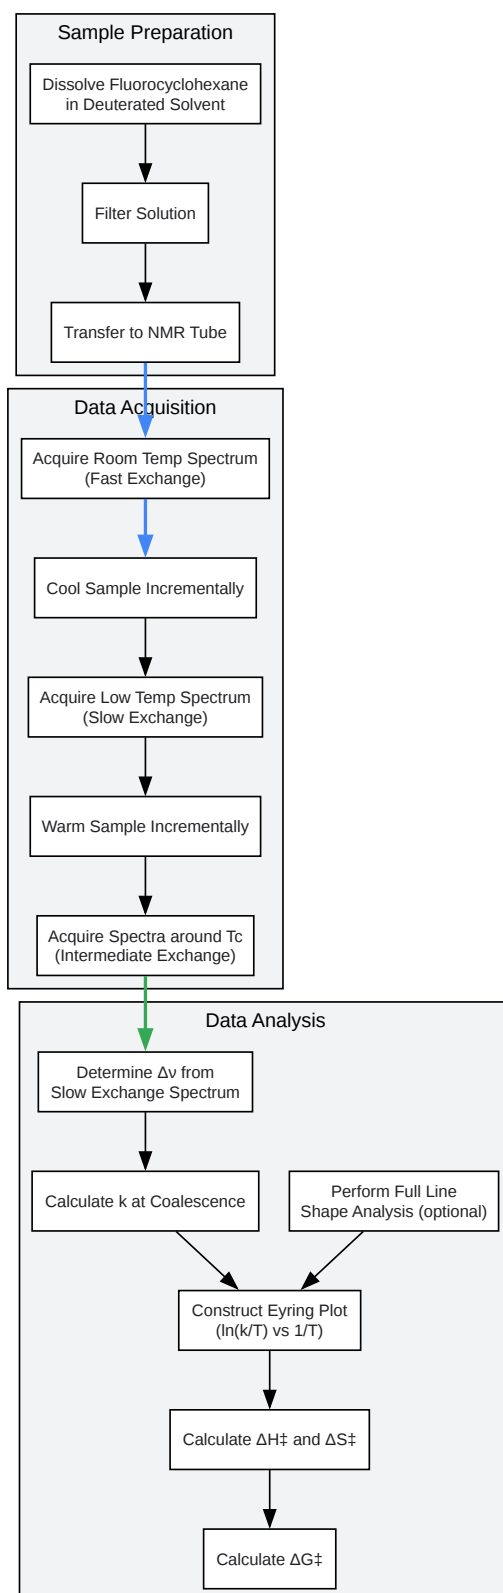 Sample Preparation
Dissolve Fluorocyclohexane
in Deuterated Solvent
Filter Solution
Transfer to NMR Tube
Data Acquisition
Acquire Room Temp Spectrum
(Fast Exchange)
Cool Sample Incrementally
Acquire Low Temp Spectrum
(Slow Exchange)
Warm Sample Incrementally
Acquire Spectra around Tc
(Intermediate Exchange)
Data Analysis
Determine Δν from
Slow Exchange Spectrum
Calculate k at Coalescence
Perform Full Line
Shape Analysis (optional)
Construct Eyring Plot
(ln(k/T) vs 1/T)
Calculate ΔH‡ and ΔS‡
Calculate ΔG‡